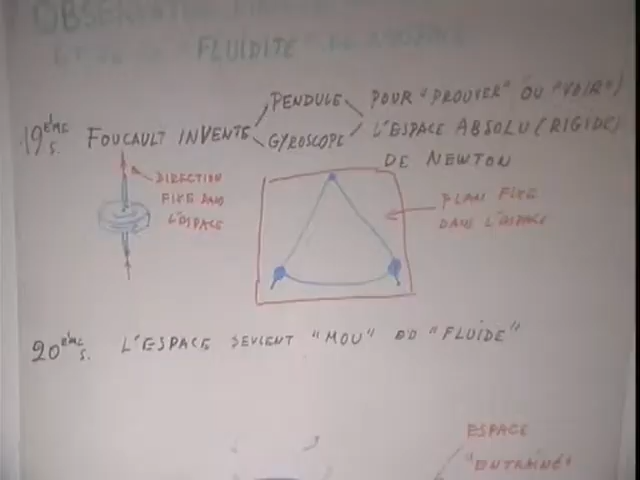 "FLUIDITÉ"
19ème s. FOUCAULT INVENTE PENDULE GYROSCOPE POUR "PROUVER" OU "VOIR")
L'ESPACE ABSOLU (RIGIDE)
DE NEWTON
DIRECTION
FIXE DANS
L'ESPACE
PLAN FIXE
DANS L'ESPACE
20ème s. L'ESPACE DEVIENT "MOU" OU "FLUIDE"
ESPACE
"ENTRAÎNÉ"